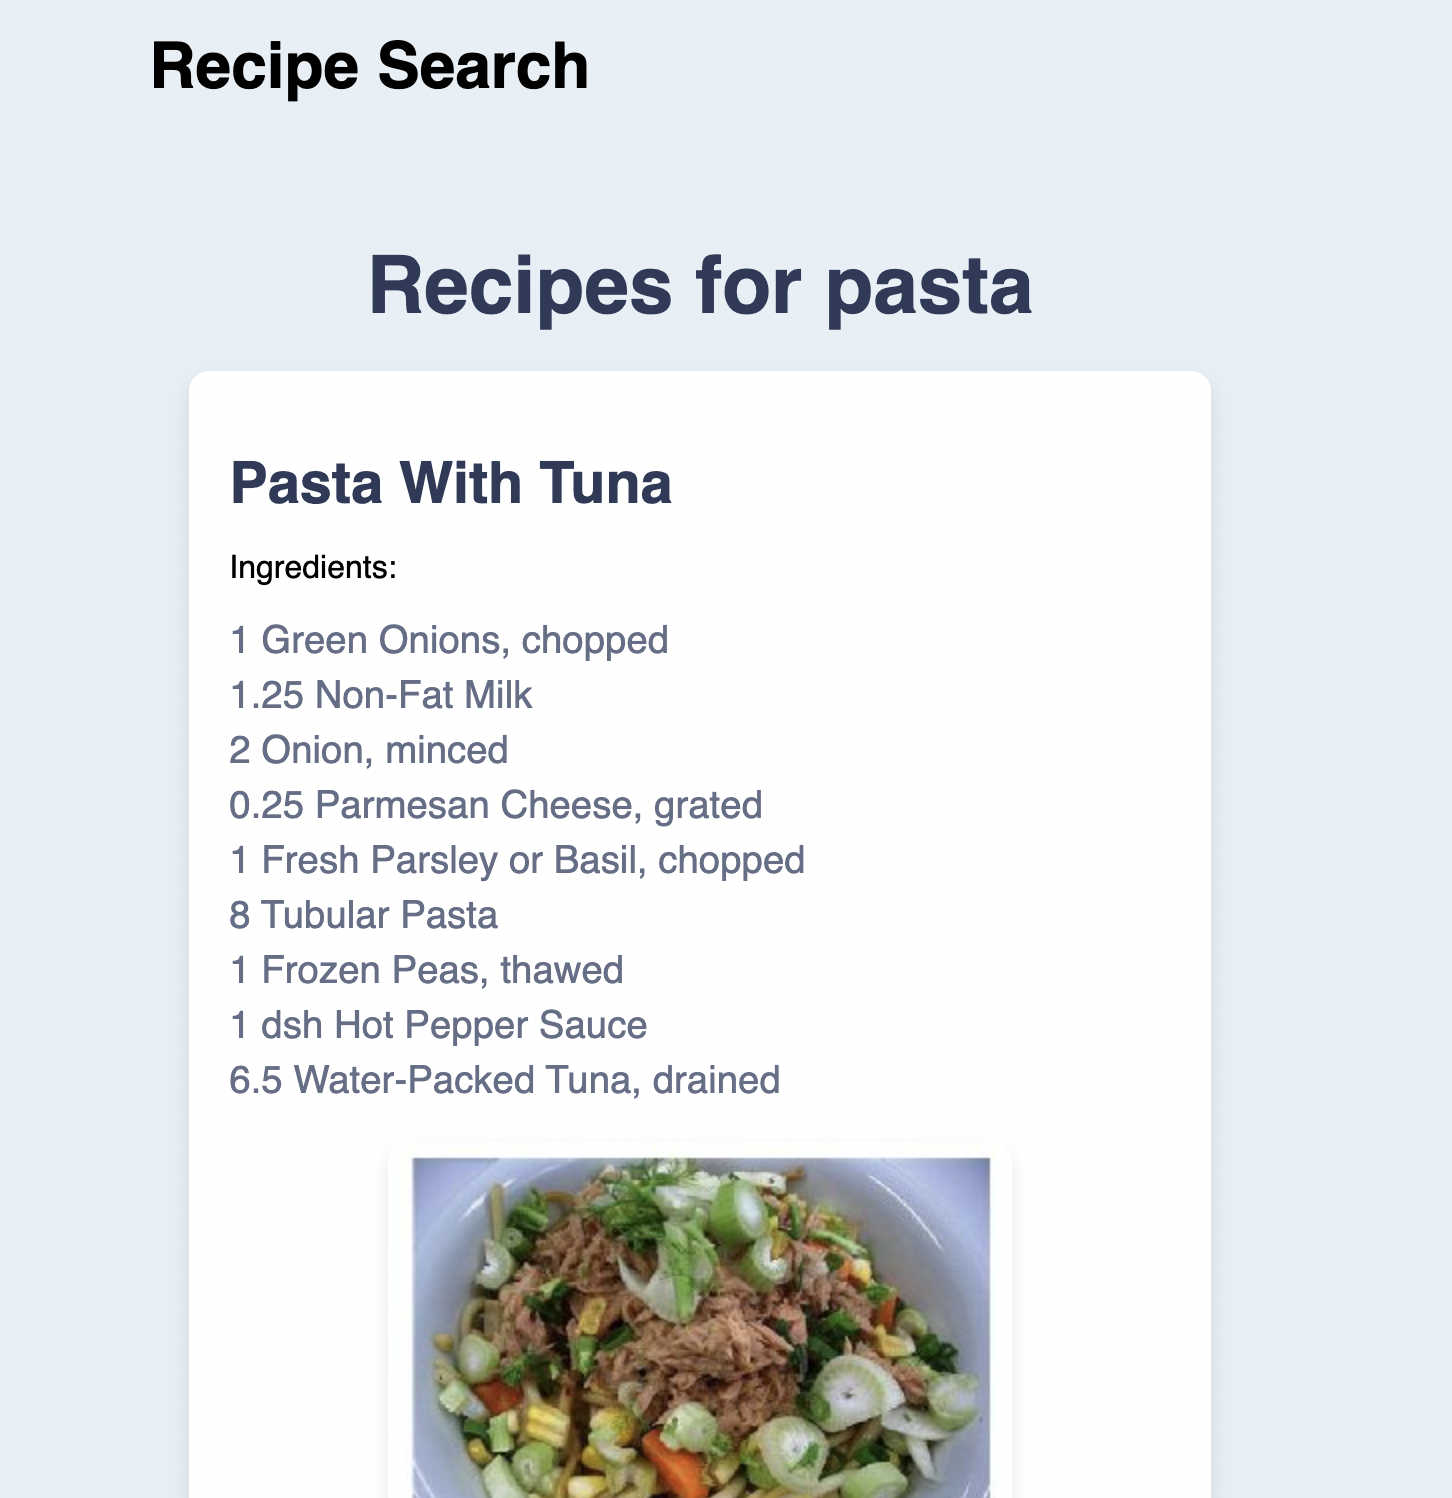 Recipe Search
Recipes for pasta
Pasta With Tuna
Ingredients:
1 Green Onions, chopped
1.25 Non-Fat Milk
2 Onion, minced
0.25 Parmesan Cheese, grated
1 Fresh Parsley or Basil, chopped
8 Tubular Pasta
1 Frozen Peas, thawed
1 dsh Hot Pepper Sauce
6.5 Water-Packed Tuna, drained